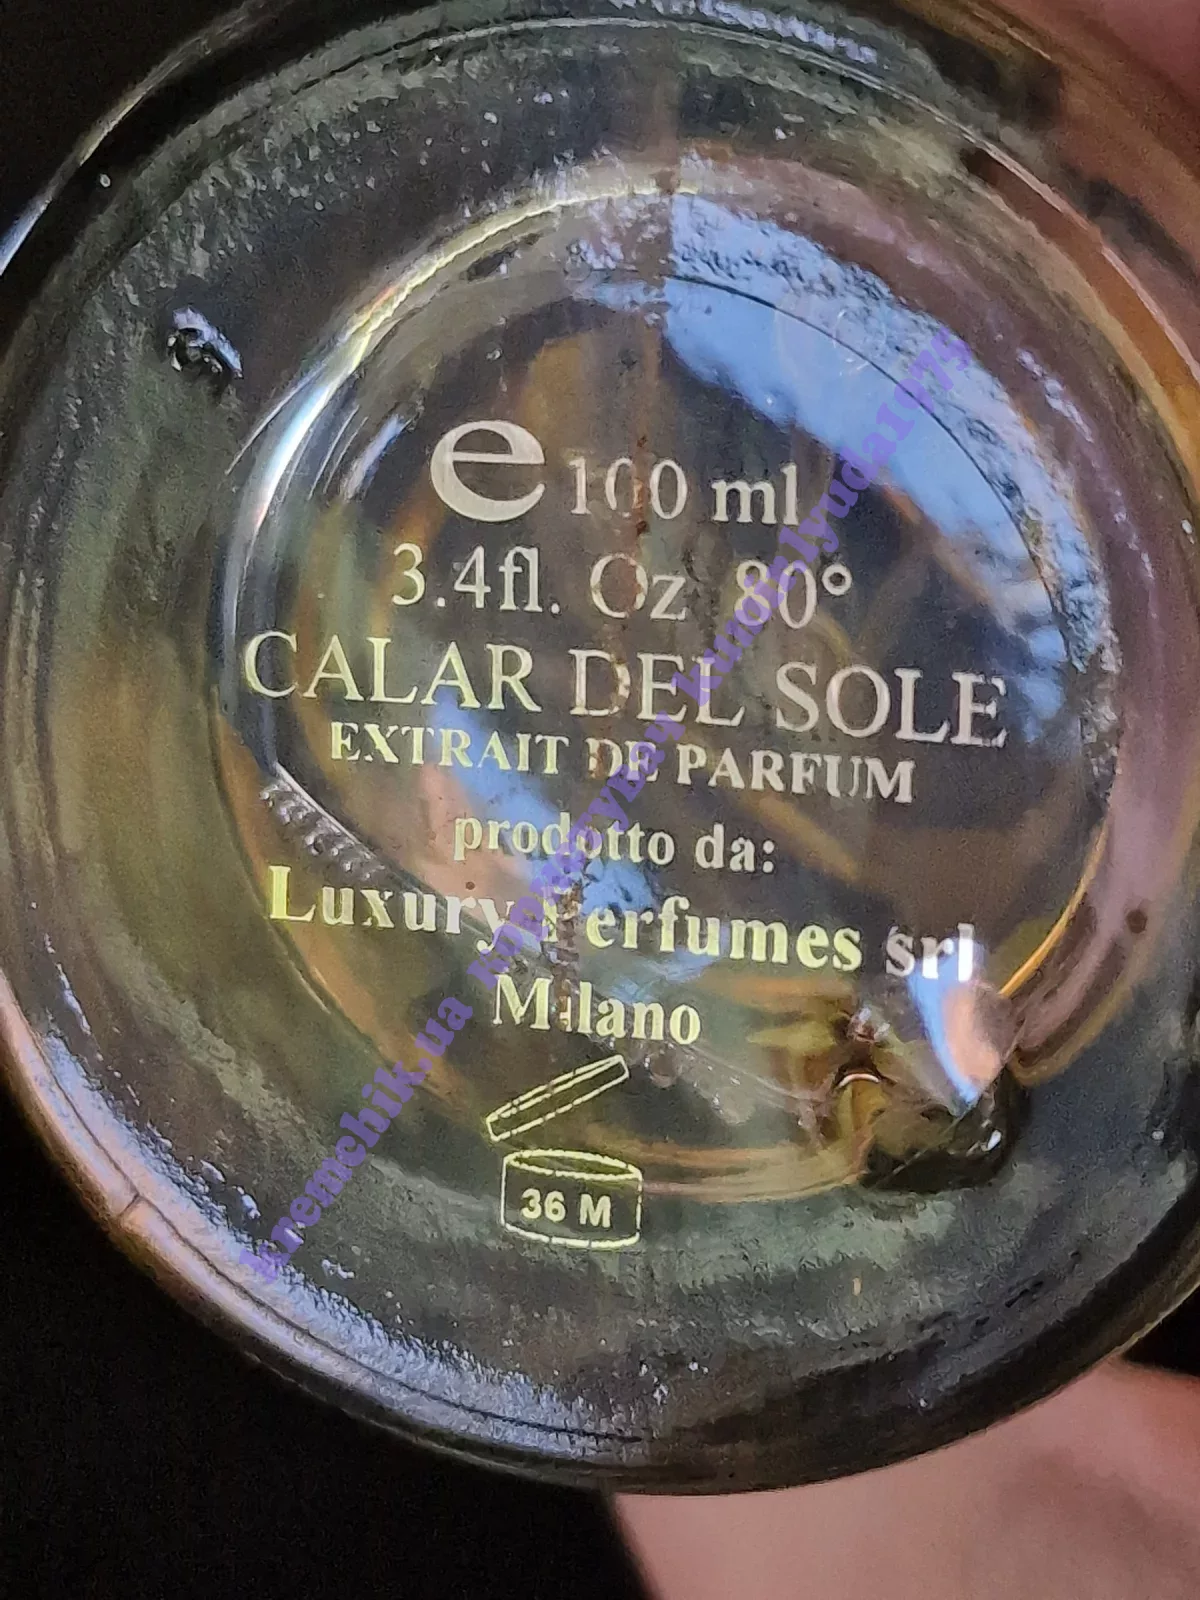 e 100 ml
3.4fl. Oz 80°
CALAR DEL SOLE
EXTRAIT DE PARFUM
prodotto da:
Luxury Perfumes srl
Milano
36 M